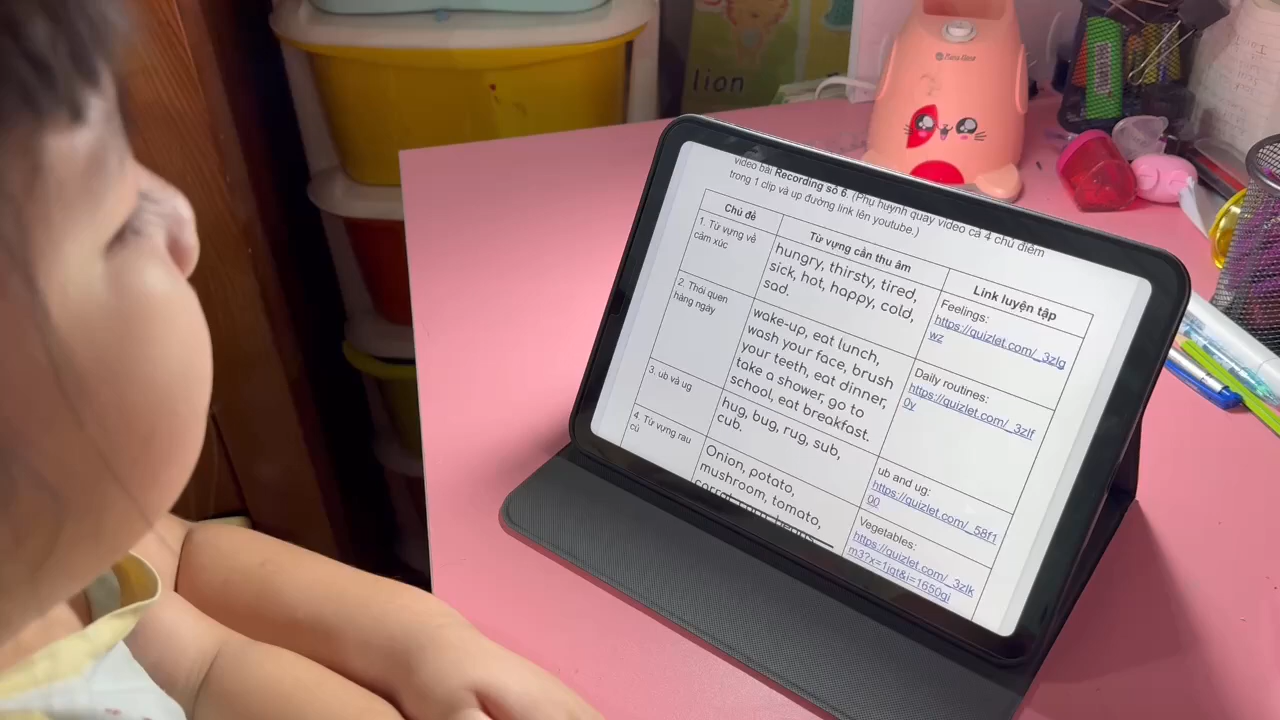 lion
video bài Recording số 6. (Phụ huynh quay video cả 4 chủ điểm
trong 1 clip và up đường link lên youtube.)
Chủ đề
Từ vựng cần thu âm
Link luyện tập
1. Từ vựng về
cảm xúc
hungry, thirsty, tired,
sick, hot, happy, cold,
sad,
Feelings:
https://quizlet.com/_3zlg
wz
2. Thói quen
hàng ngày
wake-up, eat lunch,
wash your face, brush
your teeth, eat dinner,
take a shower, go to
school, eat breakfast.
Daily routines:
https://quizlet.com/_3zlf
0y
3. ub và ug
hug, bug, rug, sub,
cub.
ub and ug:
https://quizlet.com/_58f1
00
4. Từ vựng rau
củ
Onion, potato,
mushroom, tomato,
Vegetables:
https://quizlet.com/_3zlk
m3?x=1jqt&i=1650gi